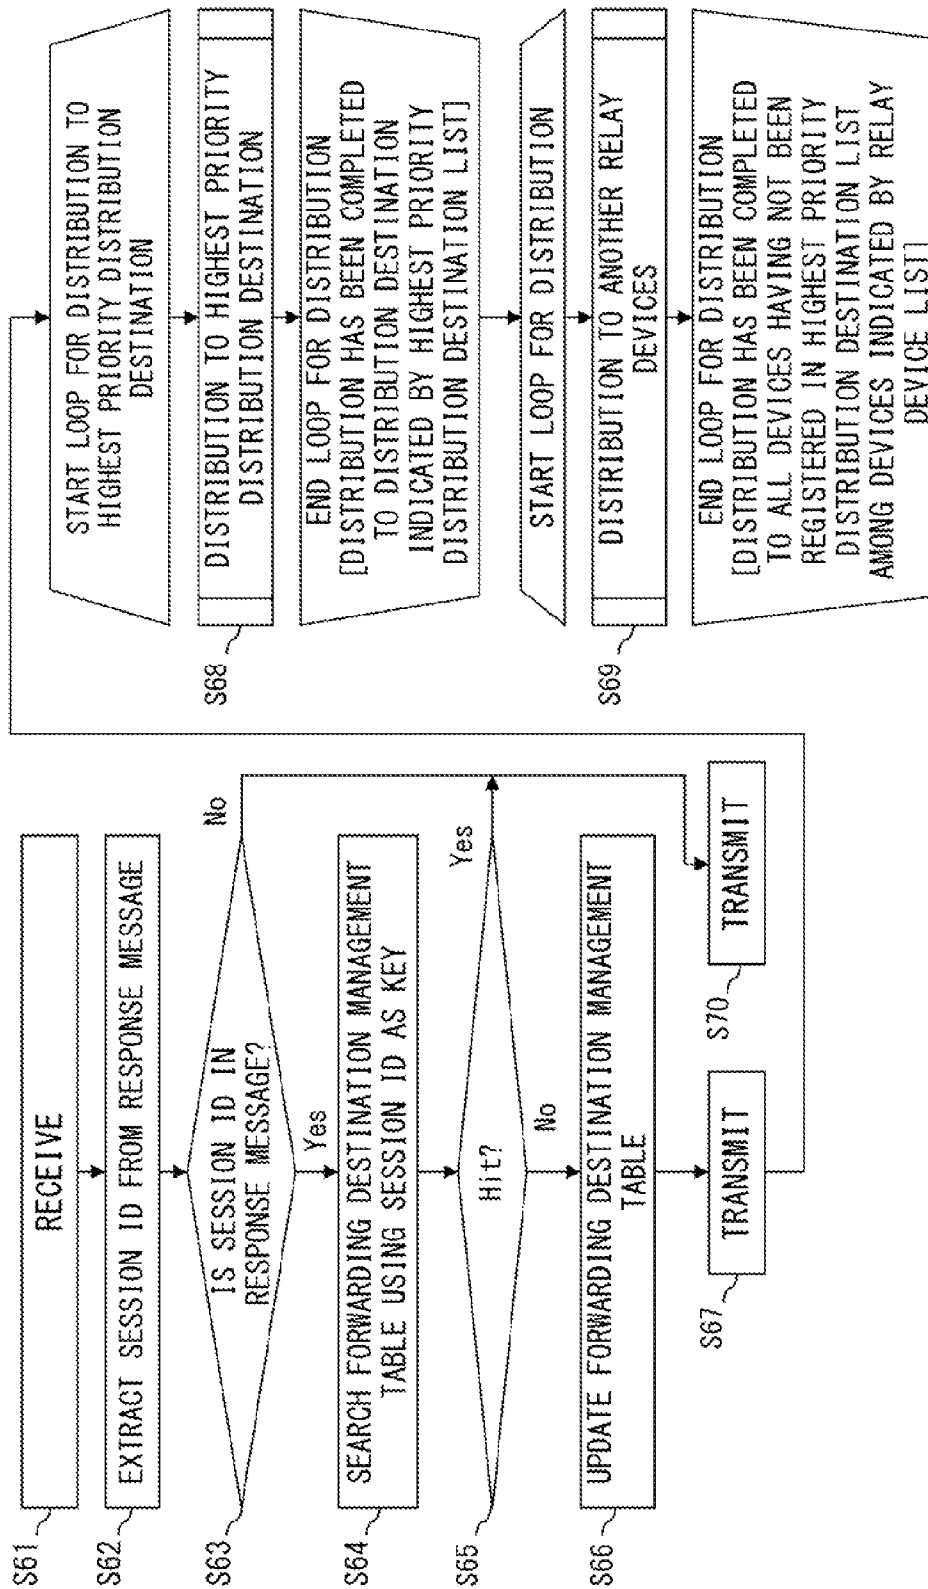 S61
RECEIVE
S62
EXTRACT SESSION ID FROM RESPONSE MESSAGE
S63
IS SESSION ID IN
RESPONSE MESSAGE?
No
Yes
S64
SEARCH FORWARDING DESTINATION MANAGEMENT
TABLE USING SESSION ID AS KEY
S65
Hit?
Yes
No
S66
UPDATE FORWARDING DESTINATION MANAGEMENT
TABLE
S67
TRANSMIT
S70
TRANSMIT
START LOOP FOR DISTRIBUTION TO
HIGHEST PRIORITY DISTRIBUTION
DESTINATION
S68
DISTRIBUTION TO HIGHEST PRIORITY
DISTRIBUTION DESTINATION
END LOOP FOR DISTRIBUTION
[DISTRIBUTION HAS BEEN COMPLETED
TO DISTRIBUTION DESTINATION
INDICATED BY HIGHEST PRIORITY
DISTRIBUTION DESTINATION LIST]
START LOOP FOR DISTRIBUTION
S69
DISTRIBUTION TO ANOTHER RELAY
DEVICES
END LOOP FOR DISTRIBUTION
[DISTRIBUTION HAS BEEN COMPLETED
TO ALL DEVICES HAVING NOT BEEN
REGISTERED IN HIGHEST PRIORITY
DISTRIBUTION DESTINATION LIST
AMONG DEVICES INDICATED BY RELAY
DEVICE LIST]